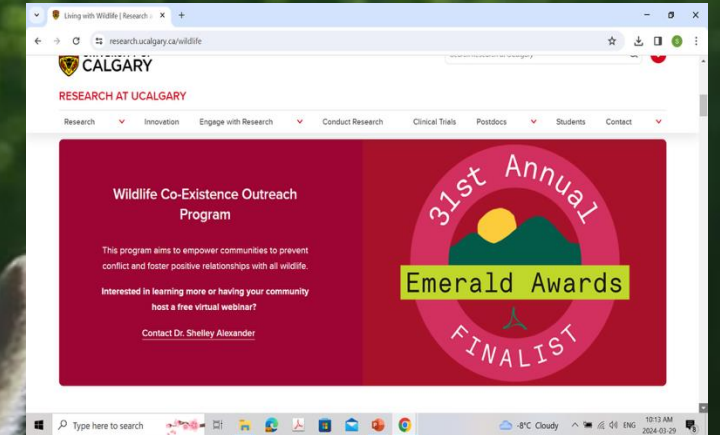 Living with Wildlife | Research a
research.ucalgary.ca/wildlife
CALGARY
RESEARCH AT UCALGARY
Research Innovation Engage with Research Conduct Research Clinical Trials Postdocs Students Contact
Wildlife Co-Existence Outreach
Program
This program aims to empower communities to prevent
conflict and foster positive relationships with all wildlife.
Interested in learning more or having your community
host a free virtual webinar?
Contact Dr. Shelley Alexander
31st Annual
Emerald Awards
FINALIST
Type here to search
-8°C Cloudy
ENG
10:13 AM
2024-03-29